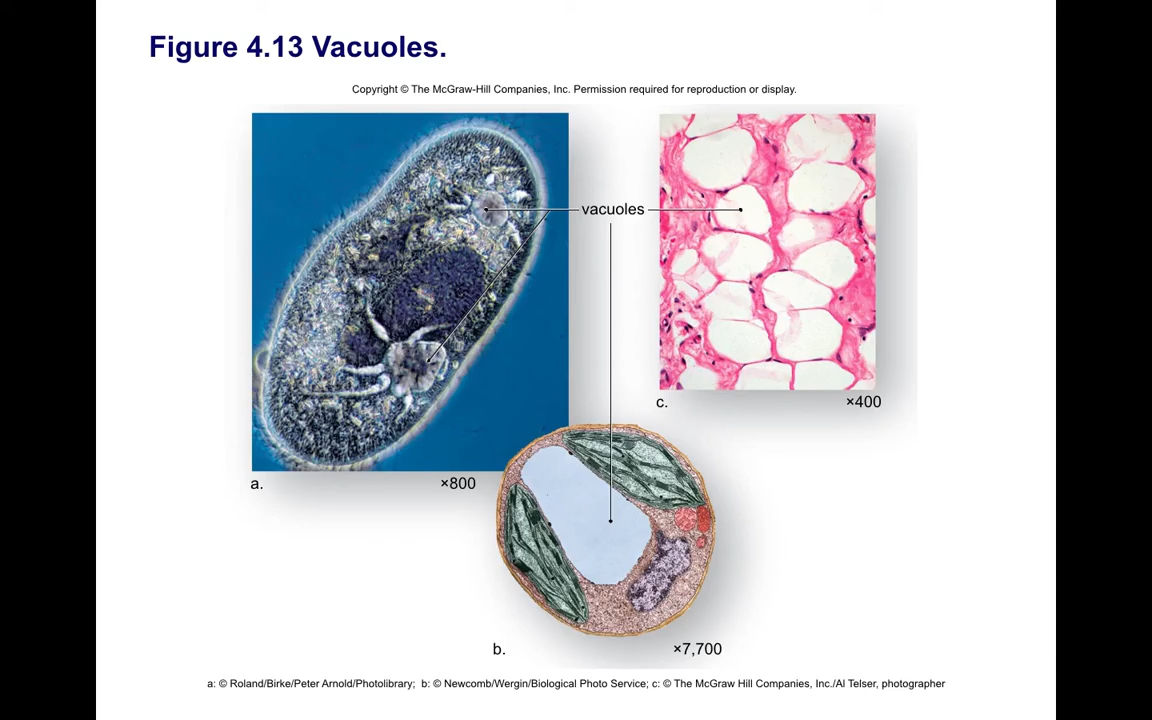 Figure 4.13 Vacuoles.
Copyright © The McGraw-Hill Companies, Inc. Permission required for reproduction or display.
vacuoles
c.
×400
a.
×800
b.
×7,700
a: © Roland/Birke/Peter Arnold/Photolibrary;  b: © Newcomb/Wergin/Biological Photo Service; c: © The McGraw Hill Companies, Inc./Al Telser, photographer